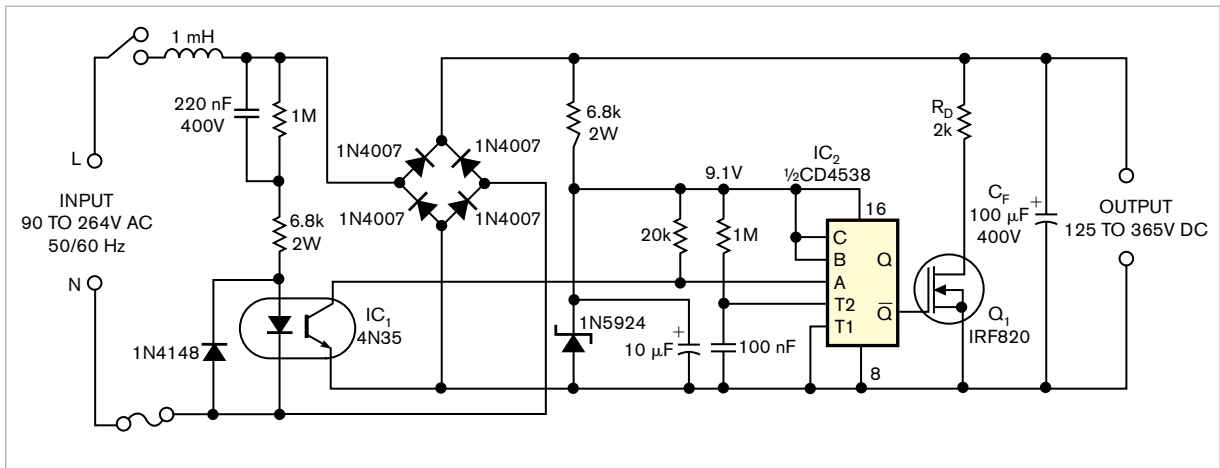 1 mH
220 nF
400V
1M
L
INPUT
90 TO 264V AC
50/60 Hz
N
6.8k
2W
1N4148
IC1
4N35
1N4007
1N4007
1N4007
1N4007
6.8k
2W
1N5924
10 µF
+
20k
9.1V
1M
100 nF
IC2
½CD4538
16
C
B
A
T2
T1
Q
Q̅
8
RD
2k
Q1
IRF820
CF
100 µF
400V
+
OUTPUT
125 TO 365V DC